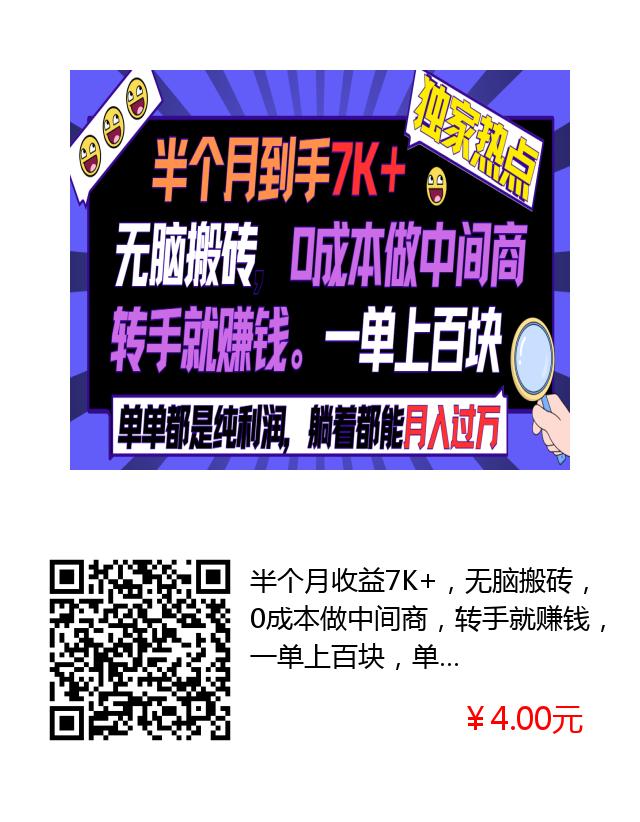 独家热点
半个月到手7K+
无脑搬砖，0成本做中间商
转手就赚钱。一单上百块
单单都是纯利润，躺着都能月入过万
半个月收益7K+，无脑搬砖，
0成本做中间商，转手就赚钱，
一单上百块，单...
￥4.00元